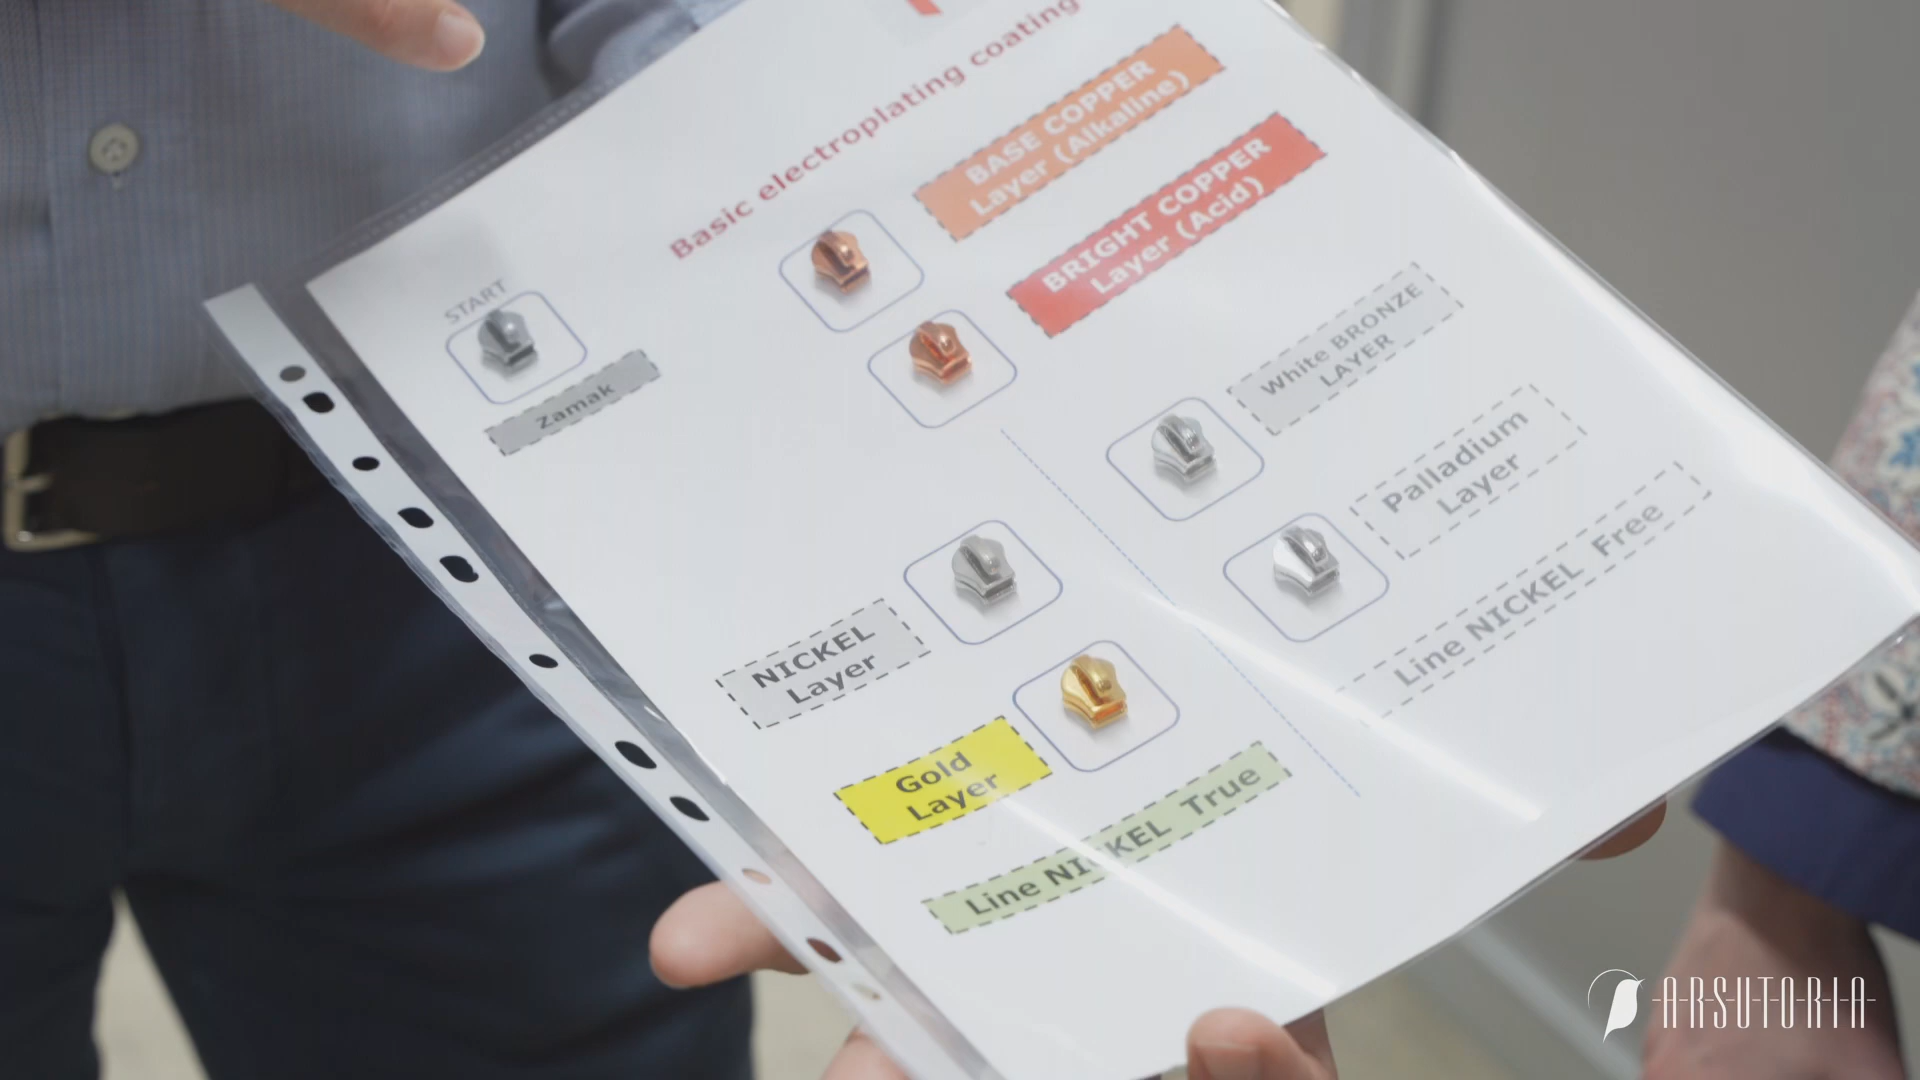 Basic electroplating coating
BASE COPPER
Layer (Alkaline)
BRIGHT COPPER
Layer (Acid)
START
Zamak
White BRONZE
LAYER
Palladium
Layer
Line NICKEL Free
NICKEL
Layer
Gold
Layer
Line NICKEL True
ARSUTORIA